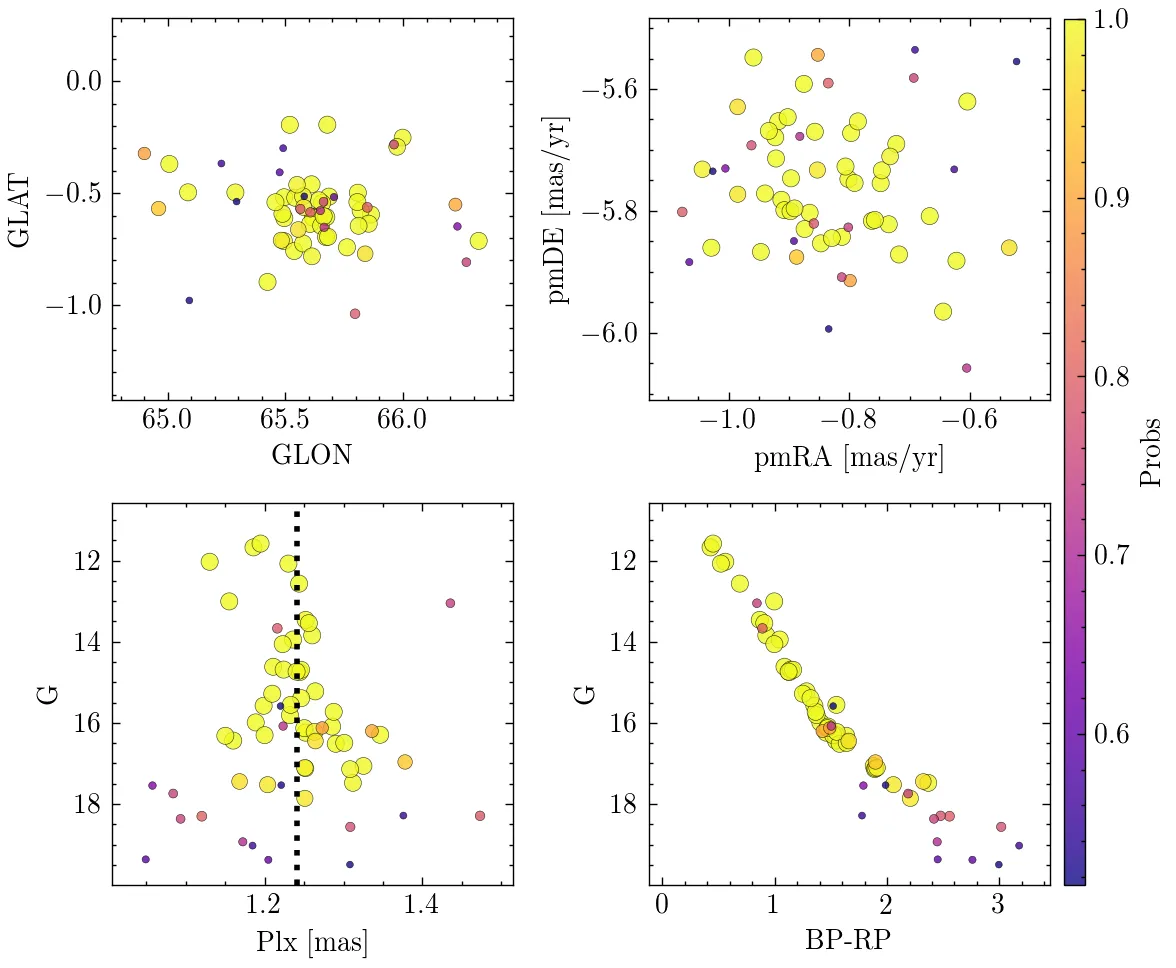 0.0
−0.5
−1.0
GLAT
65.0 65.5 66.0
GLON
−5.6
−5.8
−6.0
pmDE [mas/yr]
−1.0 −0.8 −0.6
pmRA [mas/yr]
12
14
16
18
G
1.2 1.4
Plx [mas]
12
14
16
18
G
0 1 2 3
BP-RP
1.0
0.9
0.8
0.7
0.6
Probs